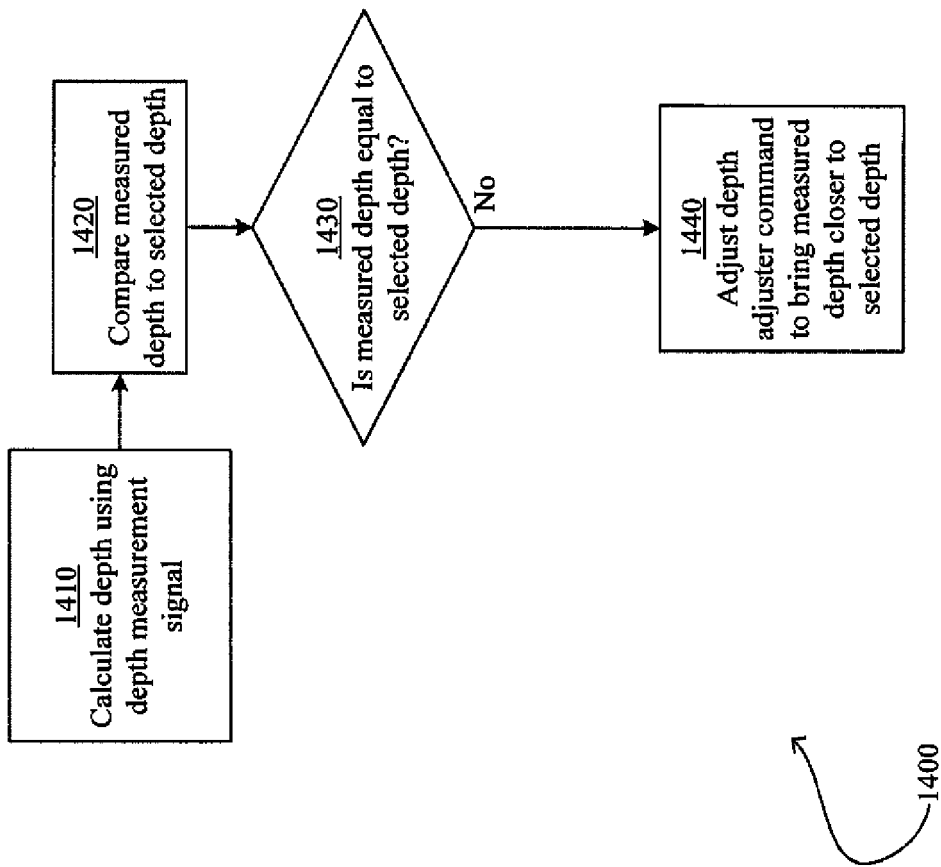 1410
Calculate depth using
depth measurement
signal
1420
Compare measured
depth to selected depth
1430
Is measured depth equal to
selected depth?
No
1440
Adjust depth
adjuster command
to bring measured
depth closer to
selected depth
1400